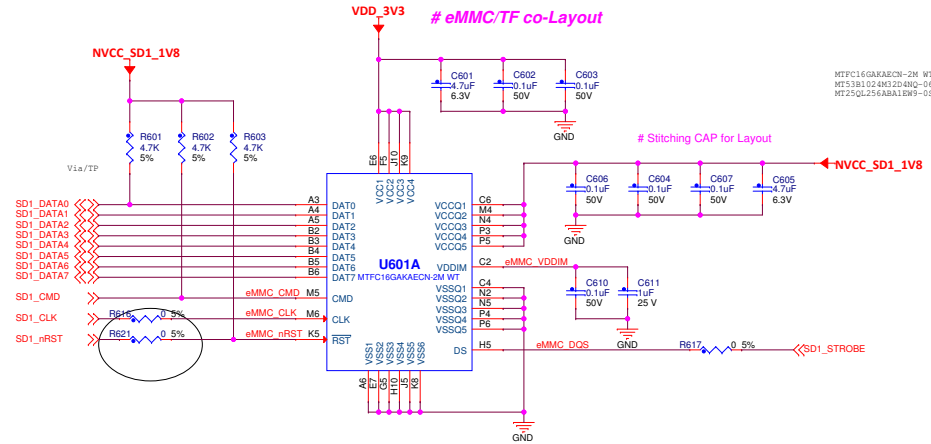 VDD_3V3
# eMMC/TF co-Layout
NVCC_SD1_1V8
C601
4.7uF
6.3V
C602
0.1uF
50V
C603
0.1uF
50V
GND
MTFC16GAKAECN-2M WT
MT53B1024M32D4NQ-06
MT25QL256ABA1EW9-0S
R601
4.7K
5%
R602
4.7K
5%
R603
4.7K
5%
# Stitching CAP for Layout
NVCC_SD1_1V8
Via/TP
E6
F5
J10
K9
VCC1
VCC2
VCC3
VCC4
C606
0.1uF
50V
C604
0.1uF
50V
C607
0.1uF
50V
C605
4.7uF
6.3V
GND
SD1_DATA0
SD1_DATA1
SD1_DATA2
SD1_DATA3
SD1_DATA4
SD1_DATA5
SD1_DATA6
SD1_DATA7
A3
A4
A5
B2
B3
B4
B5
B6
DAT0
DAT1
DAT2
DAT3
DAT4
DAT5
DAT6
DAT7
VCCQ1
VCCQ2
VCCQ3
VCCQ4
VCCQ5
C6
M4
N4
P3
P5
U601A
MTFC16GAKAECN-2M WT
VDDIM
C2
eMMC_VDDIM
C610
0.1uF
50V
C611
1uF
25 V
GND
SD1_CMD
eMMC_CMD
M5
CMD
SD1_CLK
R616
0 5%
eMMC_CLK
M6
CLK
SD1_nRST
R621
0 5%
eMMC_nRST
K5
RST
VSSQ1
VSSQ2
VSSQ3
VSSQ4
VSSQ5
C4
N2
N5
P4
P6
DS
H5
eMMC_DQS
R617
0 5%
SD1_STROBE
VSS1
VSS2
VSS3
VSS4
VSS5
VSS6
A6
E7
G5
H10
J5
K8
GND